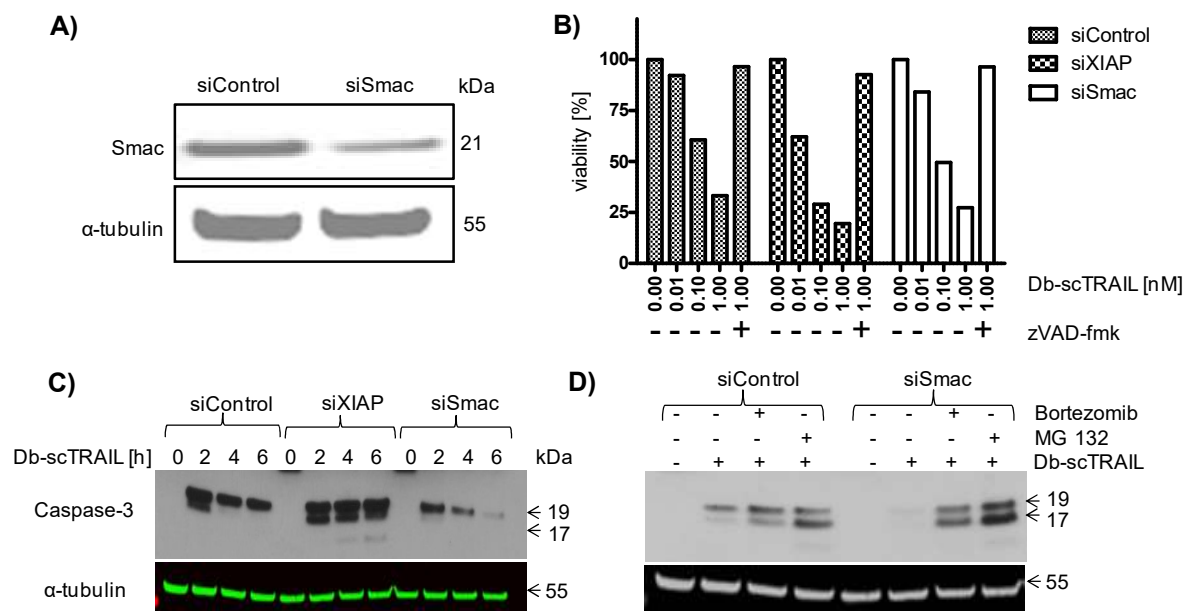 A)
siControl siSmac kDa
Smac 21
α-tubulin 55
B)
siControl
siXIAP
siSmac
viability [%]
100
75
50
25
0
0.00 0.01 0.10 1.00 1.00 0.00 0.01 0.10 1.00 1.00 0.00 0.01 0.10 1.00 1.00 Db-scTRAIL [nM]
- - - - + - - - - + - - - - + zVAD-fmk
C)
siControl siXIAP siSmac
Db-scTRAIL [h] 0 2 4 6 0 2 4 6 0 2 4 6 kDa
Caspase-3
19
17
α-tubulin 55
D)
siControl siSmac
- - + - - - + - Bortezomib
- - - + - - - + MG 132
- + + + - + + + Db-scTRAIL
19
17
55